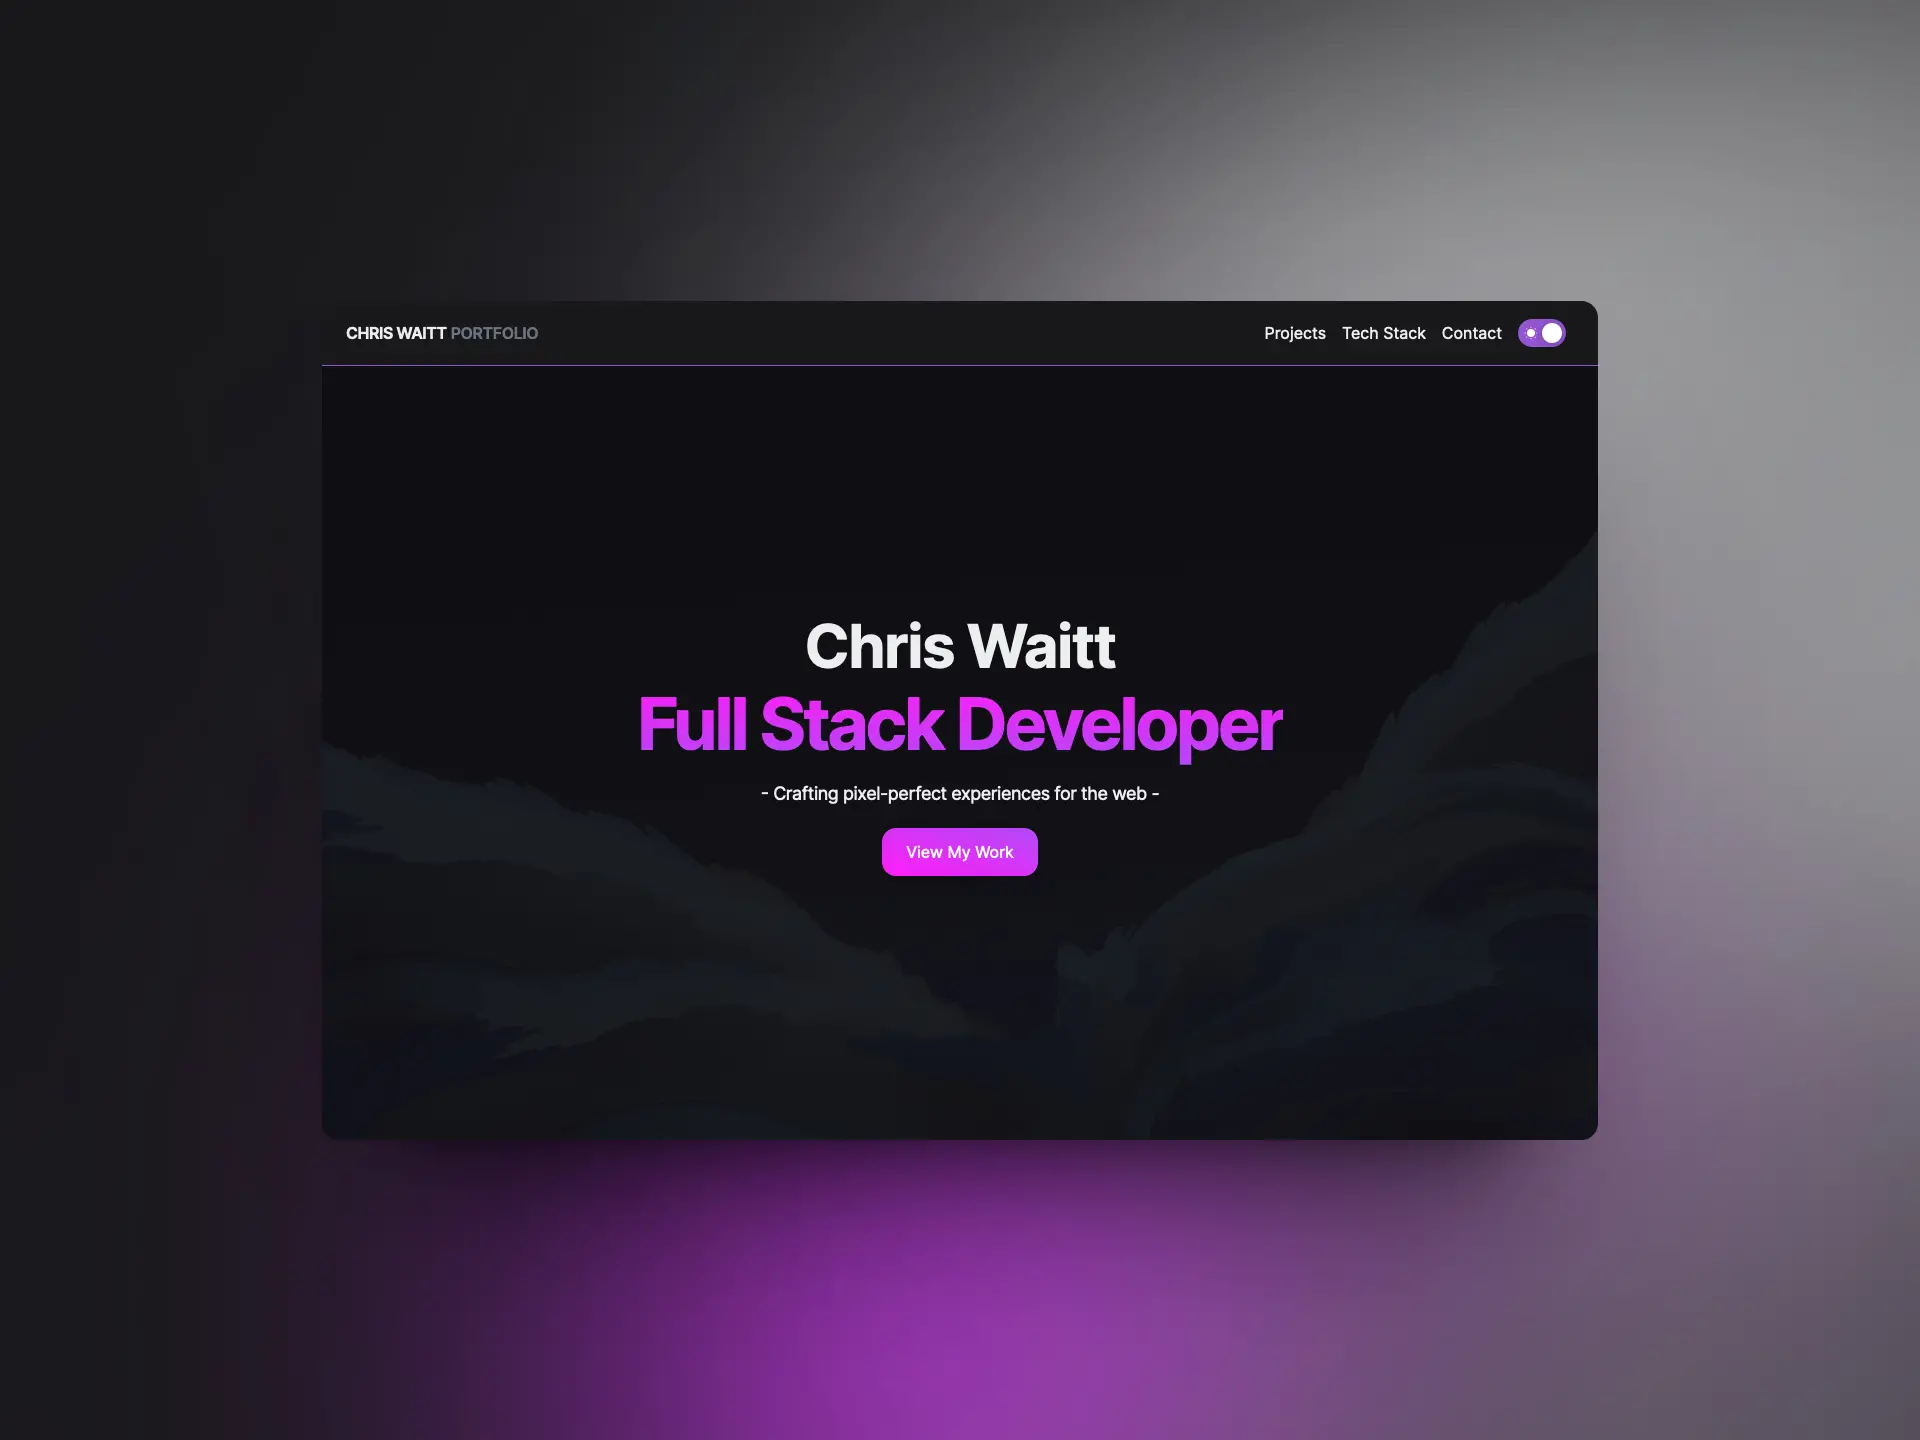 CHRIS WAITT PORTFOLIO
Projects Tech Stack Contact
Chris Waitt
Full Stack Developer
- Crafting pixel-perfect experiences for the web -
View My Work